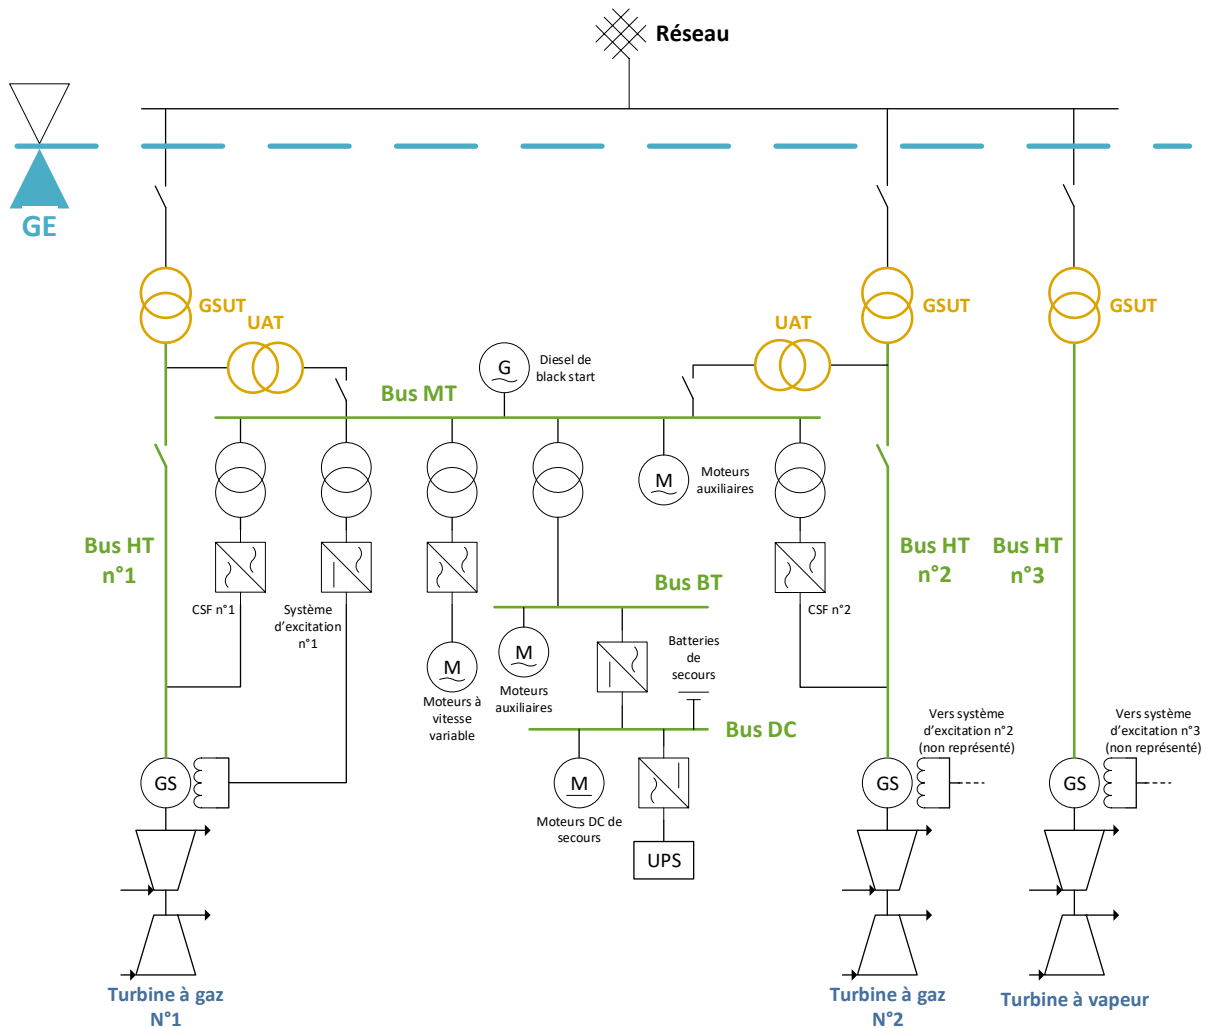 Réseau
GE
GSUT
UAT
UAT
GSUT
GSUT
G
Diesel de
black start
Bus MT
M
Moteurs
auxiliaires
Bus HT
n°1
Bus HT
n°2
Bus HT
n°3
CSF n°1
Système
d'excitation
n°1
Bus BT
CSF n°2
M
Moteurs à
vitesse
variable
M
Moteurs
auxiliaires
Batteries
de
secours
Bus DC
Vers système
d'excitation n°2
(non représenté)
Vers système
d'excitation n°3
(non représenté)
GS
M
Moteurs DC de
secours
UPS
GS
GS
Turbine à gaz
N°1
Turbine à gaz
N°2
Turbine à vapeur